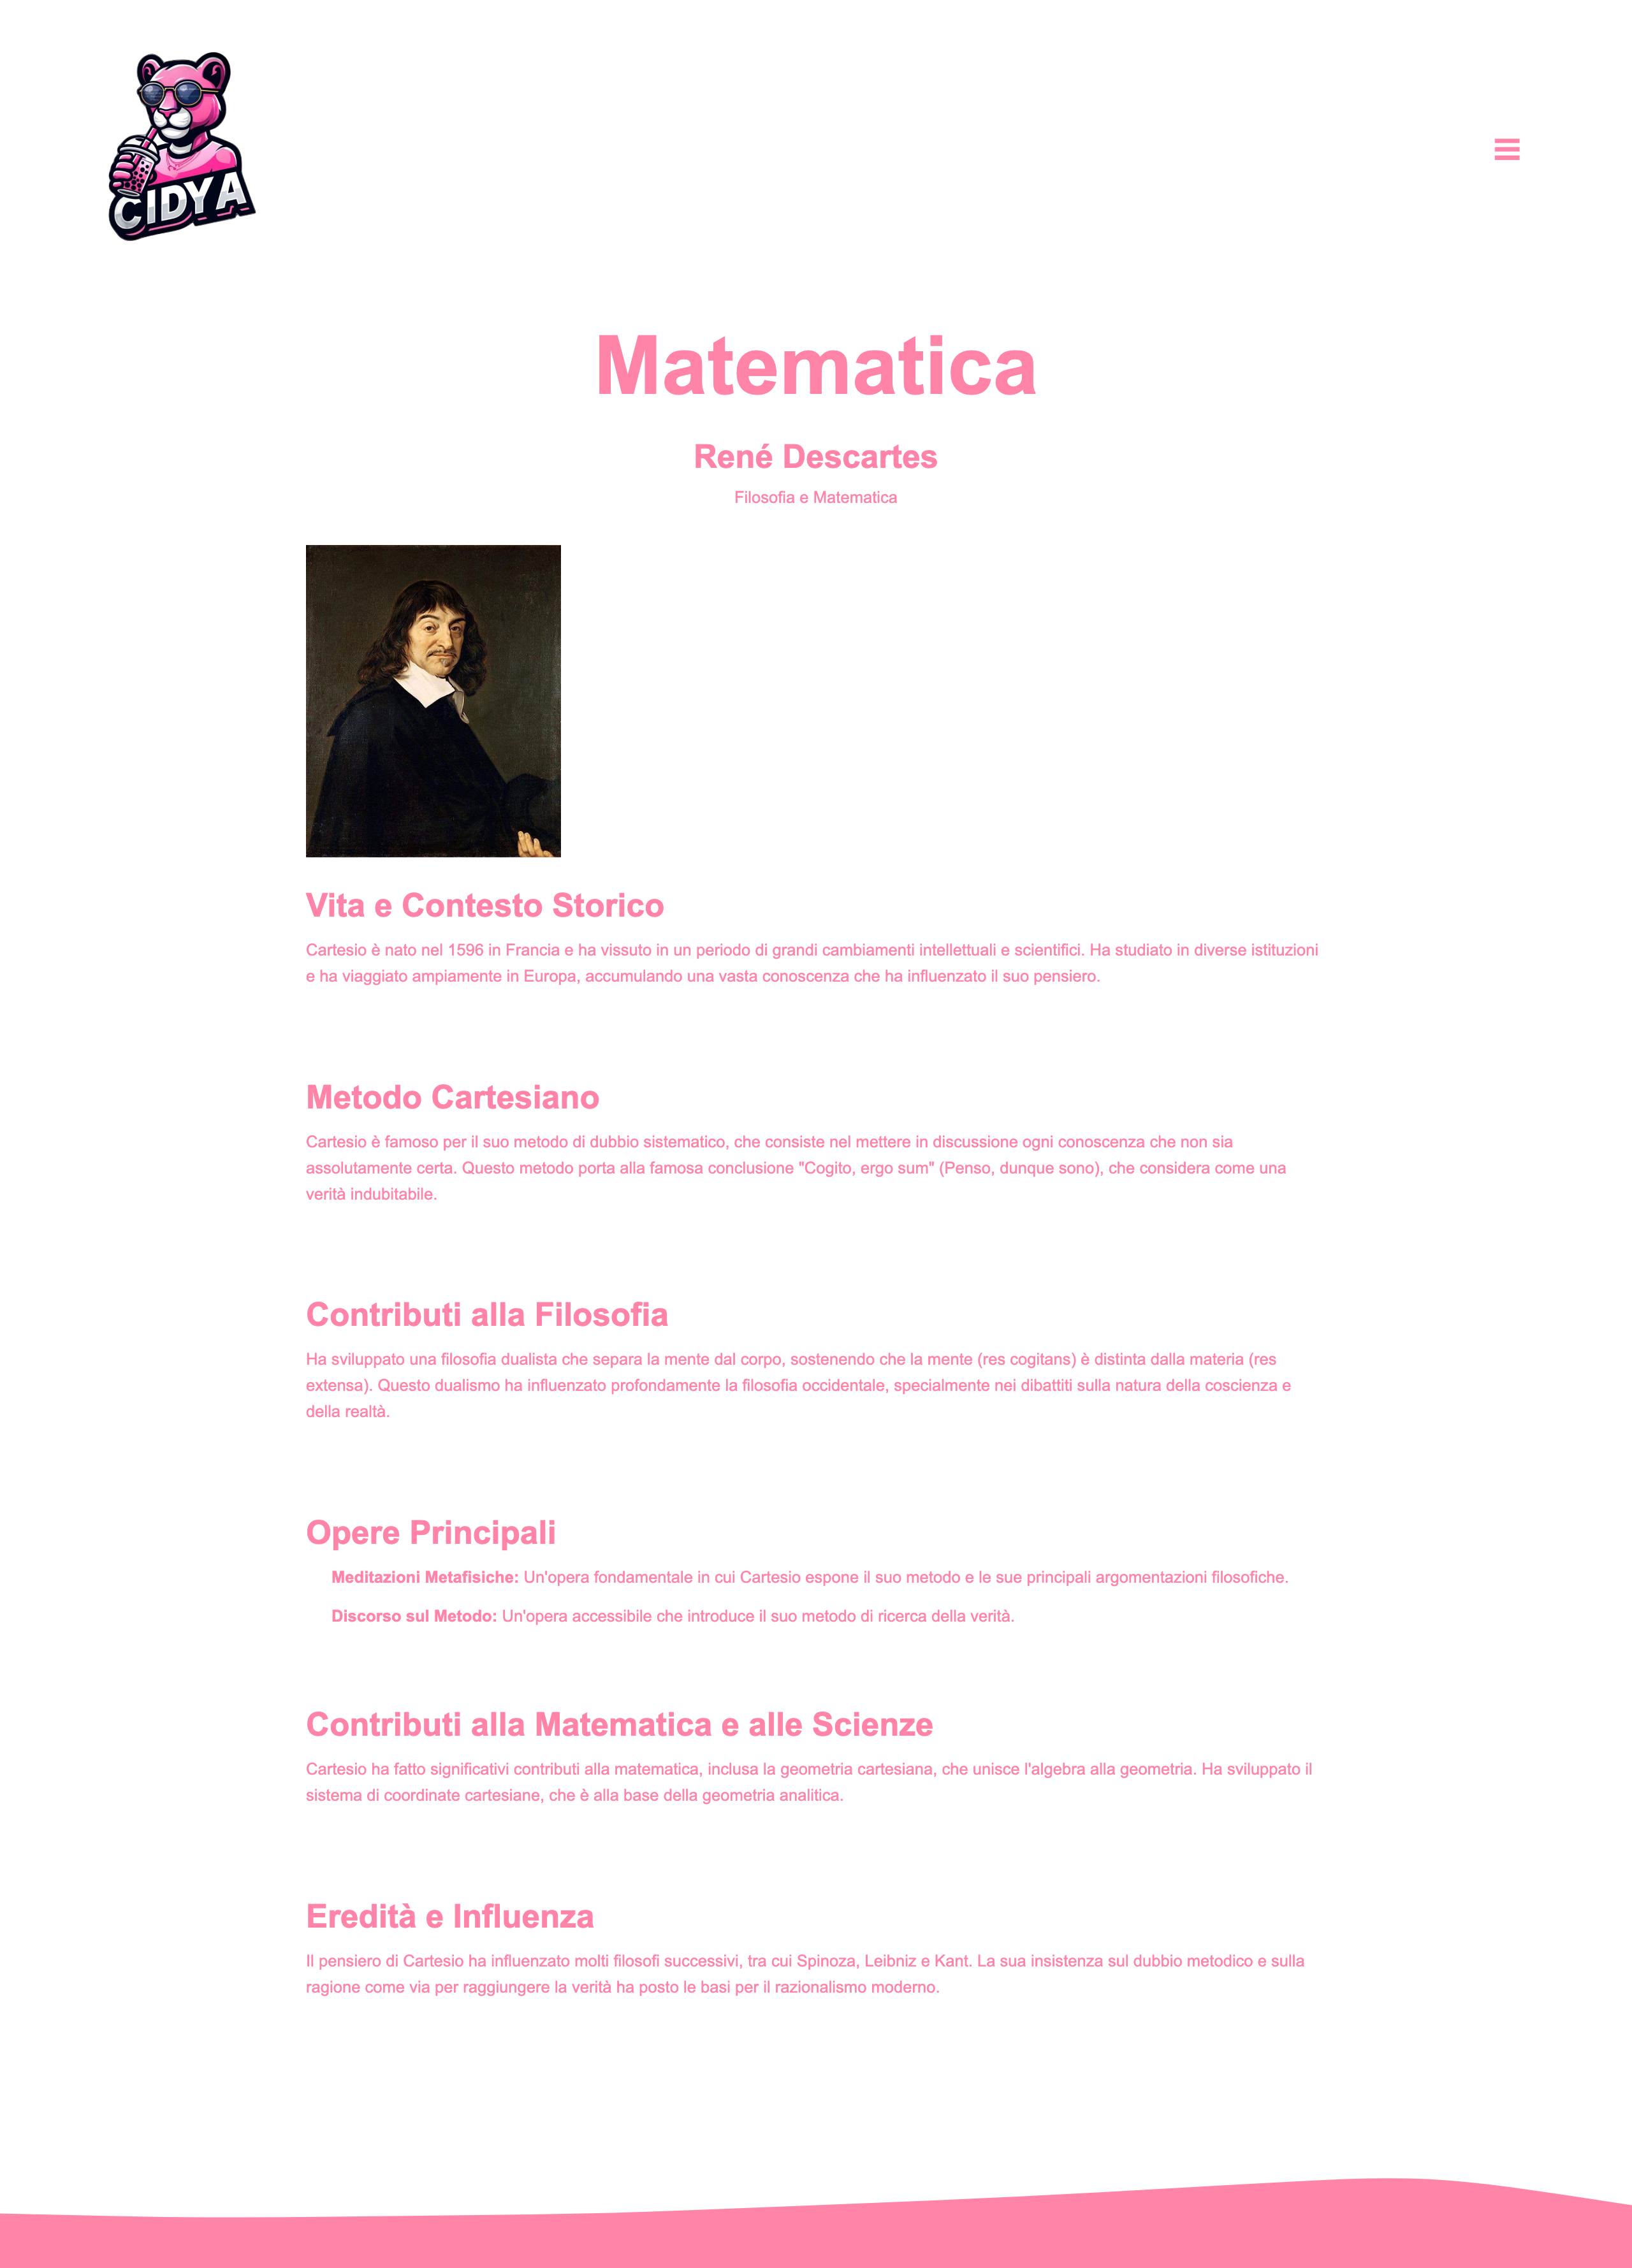 CIDYA
Matematica
René Descartes
Filosofia e Matematica
Vita e Contesto Storico
Cartesio è nato nel 1596 in Francia e ha vissuto in un periodo di grandi cambiamenti intellettuali e scientifici. Ha studiato in diverse istituzioni
e ha viaggiato ampiamente in Europa, accumulando una vasta conoscenza che ha influenzato il suo pensiero.
Metodo Cartesiano
Cartesio è famoso per il suo metodo di dubbio sistematico, che consiste nel mettere in discussione ogni conoscenza che non sia
assolutamente certa. Questo metodo porta alla famosa conclusione "Cogito, ergo sum" (Penso, dunque sono), che considera come una
verità indubitabile.
Contributi alla Filosofia
Ha sviluppato una filosofia dualista che separa la mente dal corpo, sostenendo che la mente (res cogitans) è distinta dalla materia (res
extensa). Questo dualismo ha influenzato profondamente la filosofia occidentale, specialmente nei dibattiti sulla natura della coscienza e
della realtà.
Opere Principali
Meditazioni Metafisiche: Un'opera fondamentale in cui Cartesio espone il suo metodo e le sue principali argomentazioni filosofiche.
Discorso sul Metodo: Un'opera accessibile che introduce il suo metodo di ricerca della verità.
Contributi alla Matematica e alle Scienze
Cartesio ha fatto significativi contributi alla matematica, inclusa la geometria cartesiana, che unisce l'algebra alla geometria. Ha sviluppato il
sistema di coordinate cartesiane, che è alla base della geometria analitica.
Eredità e Influenza
Il pensiero di Cartesio ha influenzato molti filosofi successivi, tra cui Spinoza, Leibniz e Kant. La sua insistenza sul dubbio metodico e sulla
ragione come via per raggiungere la verità ha posto le basi per il razionalismo moderno.